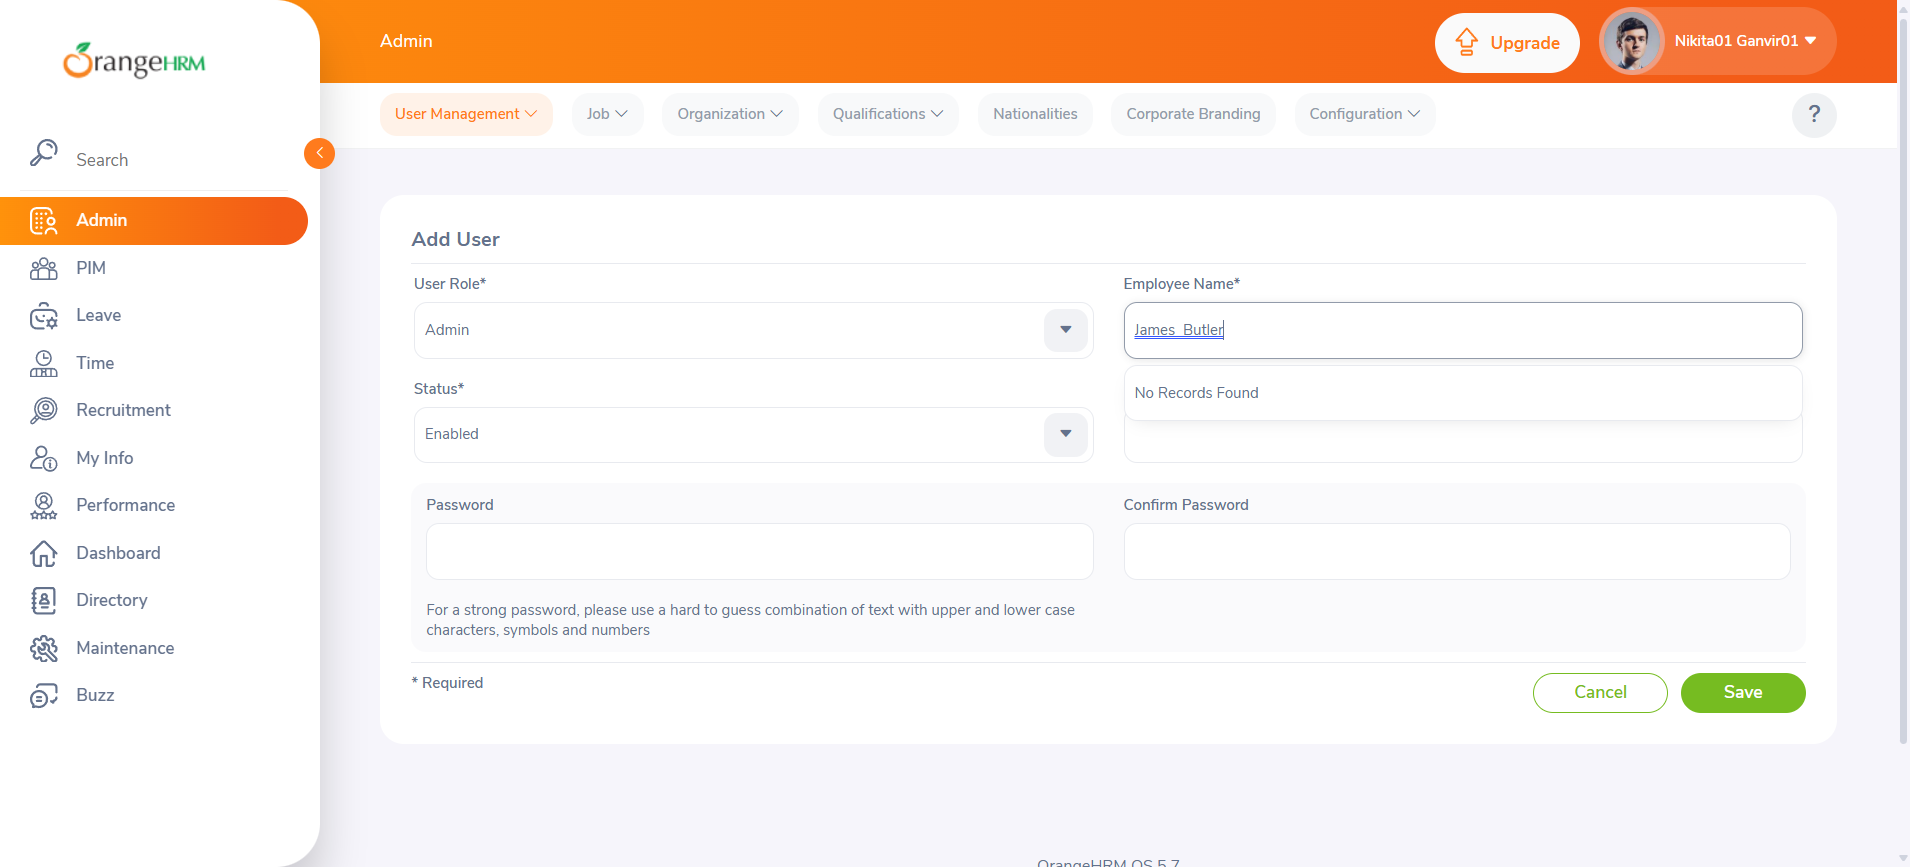 OrangeHRM
Admin
Upgrade
Nikita01 Ganvir01
User Management
Job
Organization
Qualifications
Nationalities
Corporate Branding
Configuration
?
Search
Admin
PIM
Leave
Time
Recruitment
My Info
Performance
Dashboard
Directory
Maintenance
Buzz
Add User
User Role*
Employee Name*
Admin
James  Butler
No Records Found
Status*
Enabled
Password
Confirm Password
For a strong password, please use a hard to guess combination of text with upper and lower case
characters, symbols and numbers
* Required
Cancel
Save
OrangeHRM OS 5.7